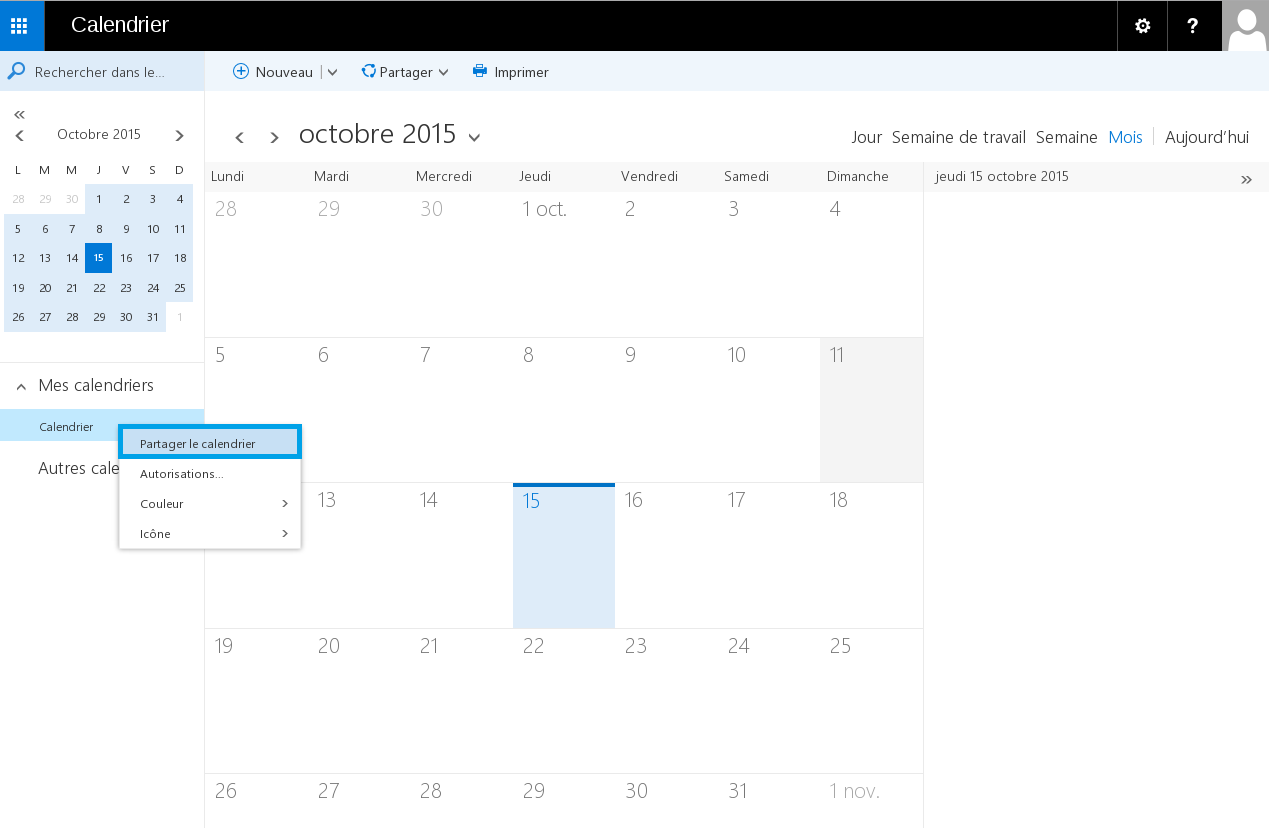 Calendrier
?
Rechercher dans le...
Nouveau
Partager
Imprimer
Octobre 2015
L M M J V S D
28 29 30 1 2 3 4
5 6 7 8 9 10 11
12 13 14 15 16 17 18
19 20 21 22 23 24 25
26 27 28 29 30 31 1
Mes calendriers
Calendrier
Autres cale
Partager le calendrier
Autorisations...
Couleur
Icône
octobre 2015
Jour Semaine de travail Semaine Mois Aujourd'hui
Lundi Mardi Mercredi Jeudi Vendredi Samedi Dimanche
28 29 30 1 oct. 2 3 4
5 6 7 8 9 10 11
13 14 15 16 17 18
19 20 21 22 23 24 25
26 27 28 29 30 31 1 nov.
jeudi 15 octobre 2015